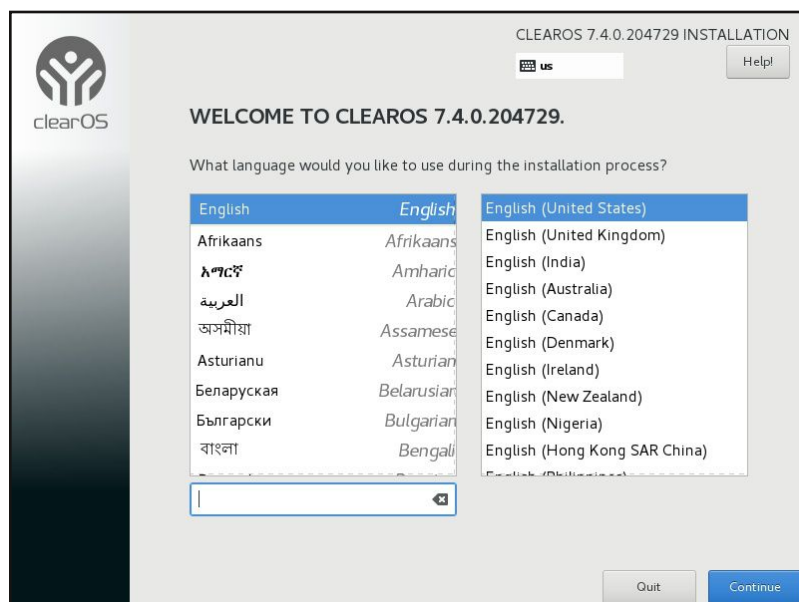 CLEAROS 7.4.0.204729 INSTALLATION
us
Help!
clearOS
WELCOME TO CLEAROS 7.4.0.204729.
What language would you like to use during the installation process?
English English
Afrikaans Afrikaans
አማርኛ Amharic
العربية Arabic
অসমীয়া Assamese
Asturianu Asturian
Беларуская Belarusian
Български Bulgarian
বাংলা Bengali
English (United States)
English (United Kingdom)
English (India)
English (Australia)
English (Canada)
English (Denmark)
English (Ireland)
English (New Zealand)
English (Nigeria)
English (Hong Kong SAR China)
English (Philippines)
Quit
Continue